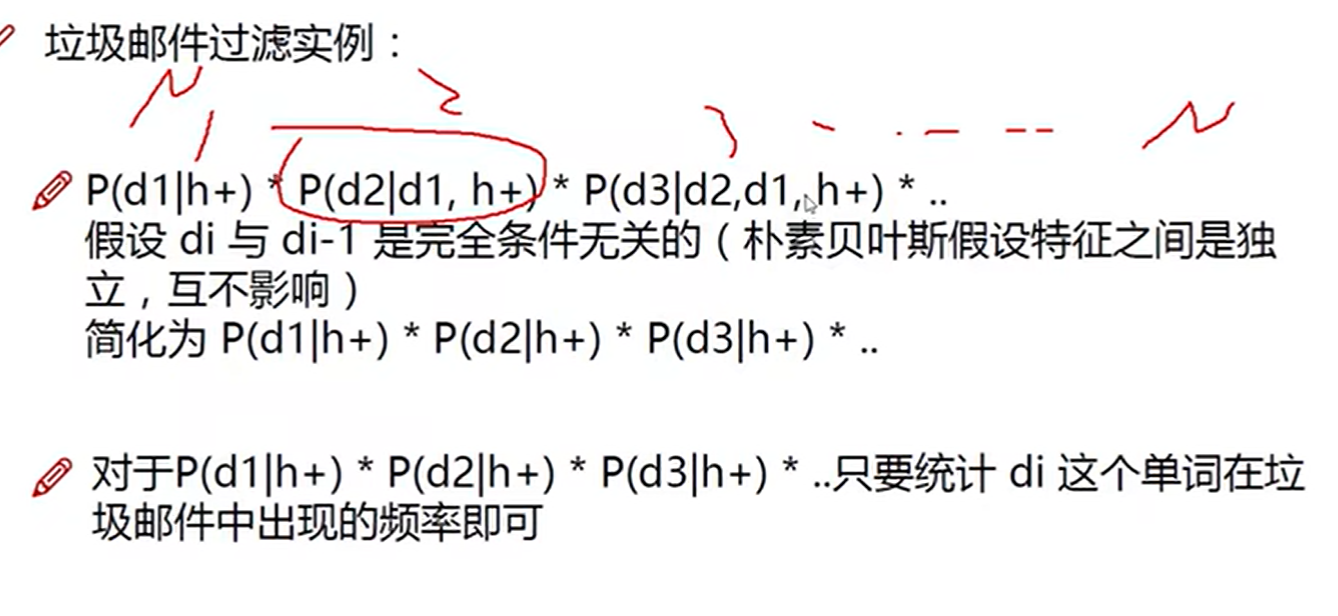 垃圾邮件过滤实例：
N
1 2 3 N
P(d1|h+) * P(d2|d1, h+) * P(d3|d2,d1, h+) * ..
假设 di 与 di-1 是完全条件无关的（朴素贝叶斯假设特征之间是独
立，互不影响）
简化为 P(d1|h+) * P(d2|h+) * P(d3|h+) * ..
对于P(d1|h+) * P(d2|h+) * P(d3|h+) * ..只要统计 di 这个单词在垃
圾邮件中出现的频率即可